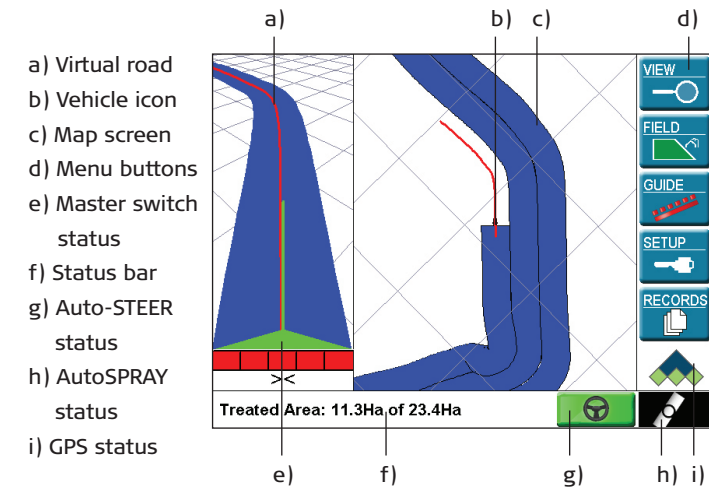 a) b) c) d)
a) Virtual road
b) Vehicle icon
c) Map screen
d) Menu buttons
e) Master switch
status
f) Status bar
g) Auto-STEER
status
h) AutoSPRAY
status
i) GPS status
VIEW
FIELD
GUIDE
SETUP
RECORDS
><
Treated Area: 11.3Ha of 23.4Ha
e) f) g) h) i)